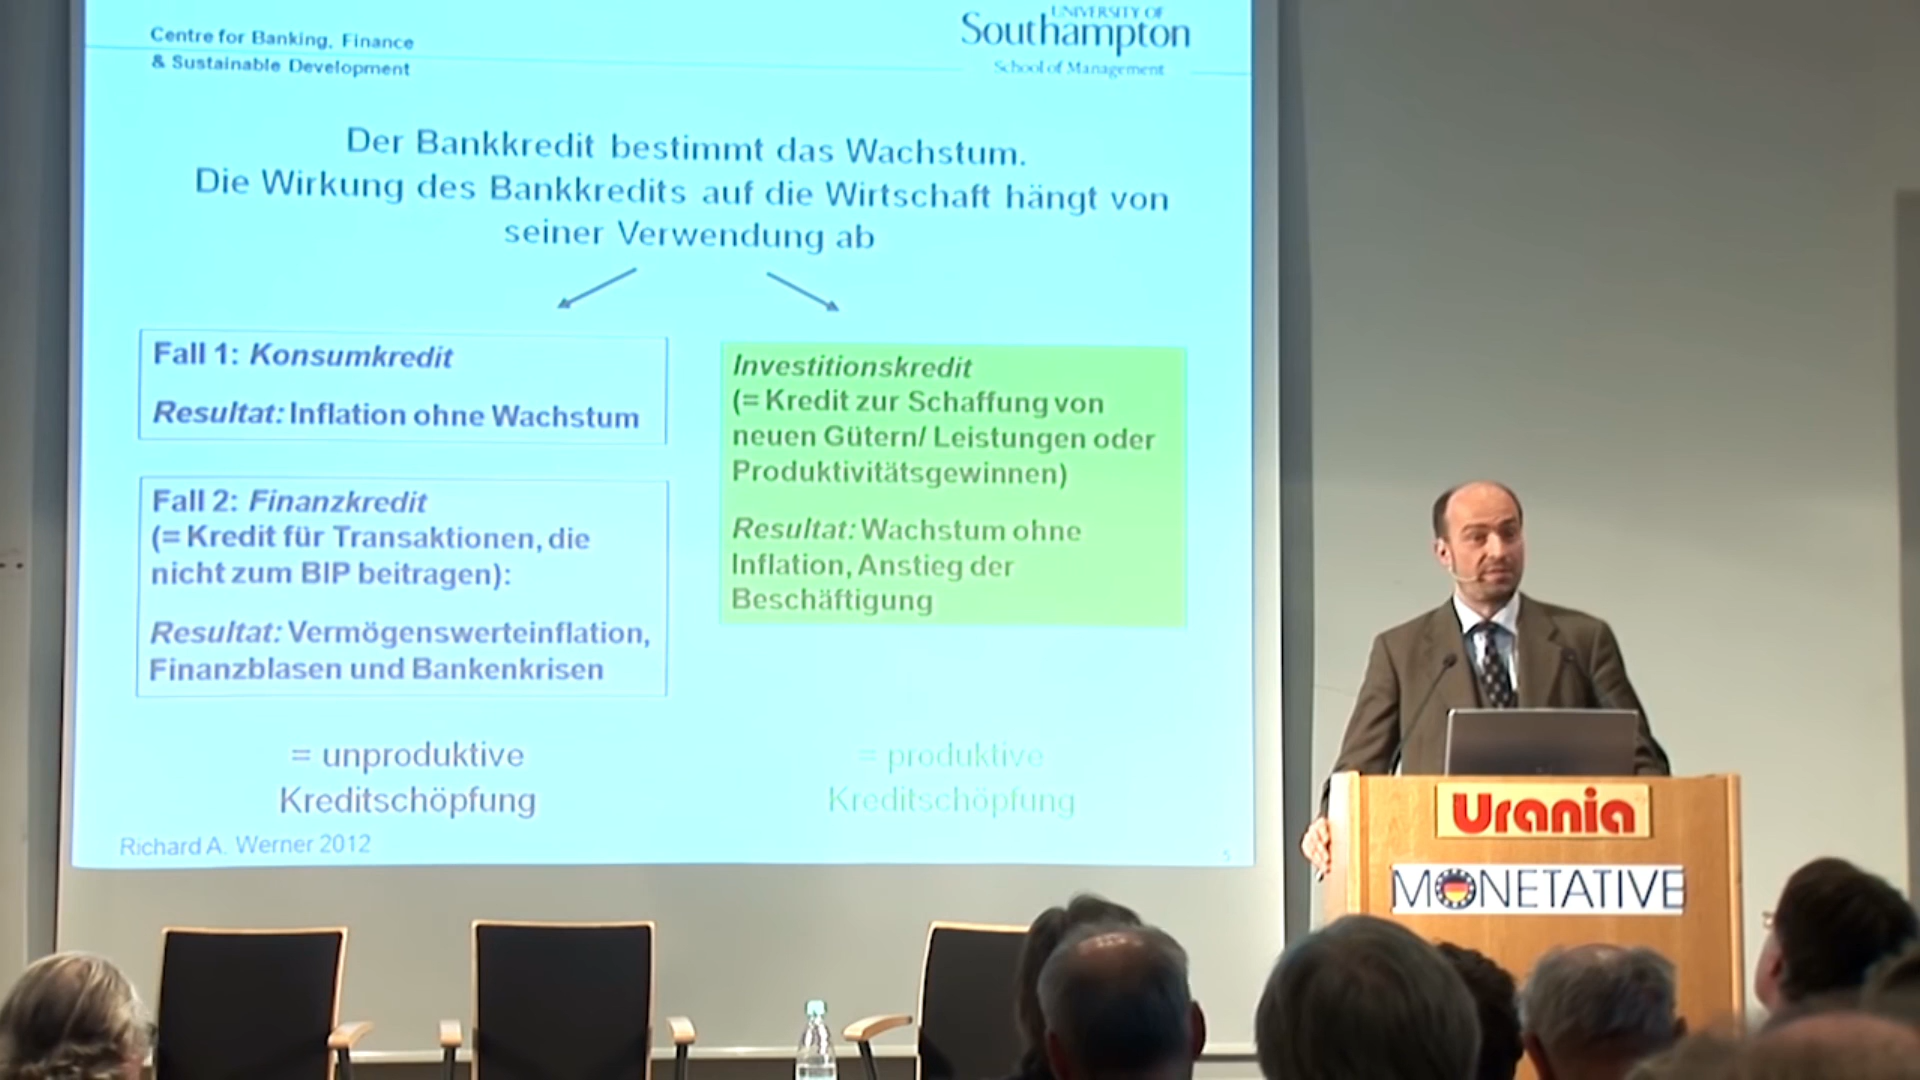 Centre for Banking, Finance
& Sustainable Development
UNIVERSITY OF
Southampton
School of Management
Der Bankkredit bestimmt das Wachstum.
Die Wirkung des Bankkredits auf die Wirtschaft hängt von
seiner Verwendung ab
Fall 1: Konsumkredit
Resultat: Inflation ohne Wachstum
Fall 2: Finanzkredit
(= Kredit für Transaktionen, die
nicht zum BIP beitragen):
Resultat: Vermögenswerteinflation,
Finanzblasen und Bankenkrisen
= unproduktive
Kreditschöpfung
Investitionskredit
(= Kredit zur Schaffung von
neuen Gütern/ Leistungen oder
Produktivitätsgewinnen)
Resultat: Wachstum ohne
Inflation, Anstieg der
Beschäftigung
= produktive
Kreditschöpfung
Richard A. Werner 2012
5
Urania
MONETATIVE